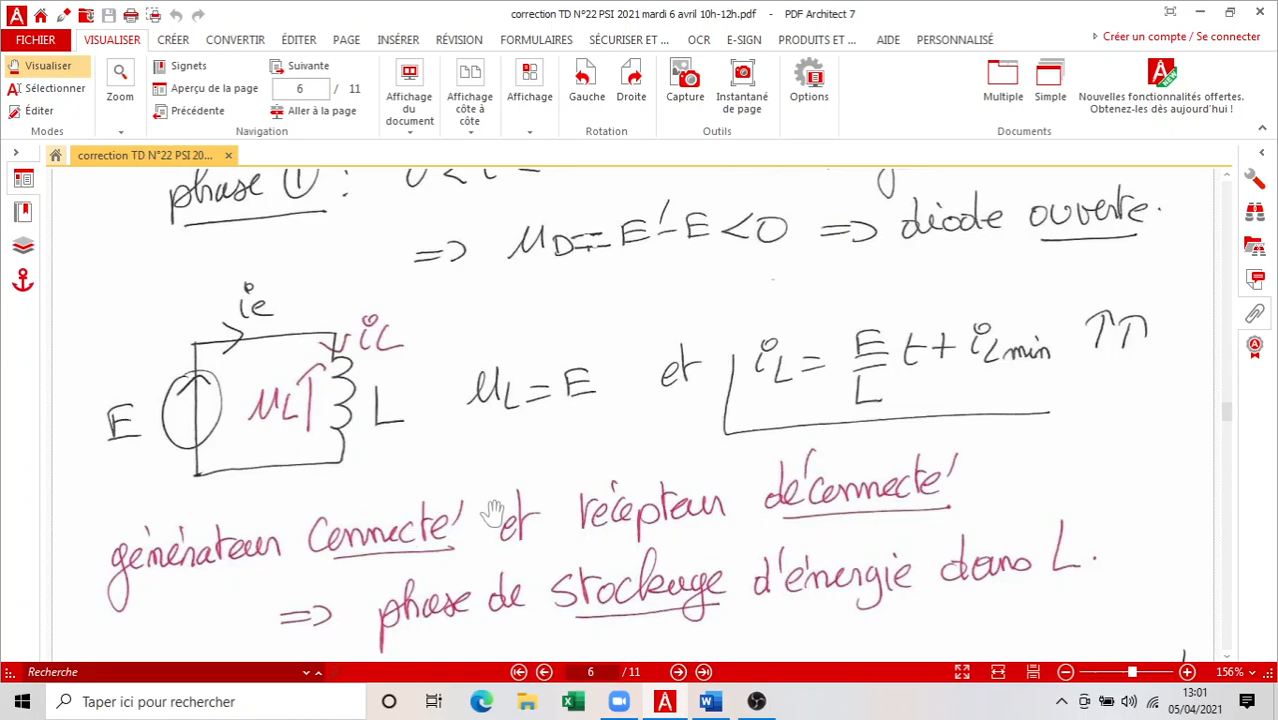 correction TD N°22 PSI 2021 mardi 6 avril 10h-12h.pdf - PDF Architect 7
FICHIER VISUALISER CRÉER CONVERTIR ÉDITER PAGE INSÉRER RÉVISION FORMULAIRES SÉCURISER ET ... OCR E-SSN PRODUITS ET ... AIDE PERSONNALISÉ
Créer un compte / Se connecter
Visualiser
Sélectionner
Éditer
Modes
Zoom
Signets
Aperçu de la page
Précédente
Suivante
6 / 11
Aller à la page
Navigation
Affichage du document
Affichage côte à côte
Affichage
Gauche
Droite
Rotation
Capture
Instantané de page
Outils
Options
Multiple
Simple
Nouvelles fonctionnalités offertes.
Obtenez-les dès aujourd'hui !
Documents
correction TD N°22 PSI 20...
phase ① :
=> uD = E' - E < 0 => diode ouverte.
ie
iL
E
uL
L
uL = E et iL = E/L t + iLmin ↑↑
générateur connecté et récepteur déconnecté
=> phase de stockage d'énergie dans L.
Recherche
6 / 11
156%
Taper ici pour rechercher
13:01
05/04/2021